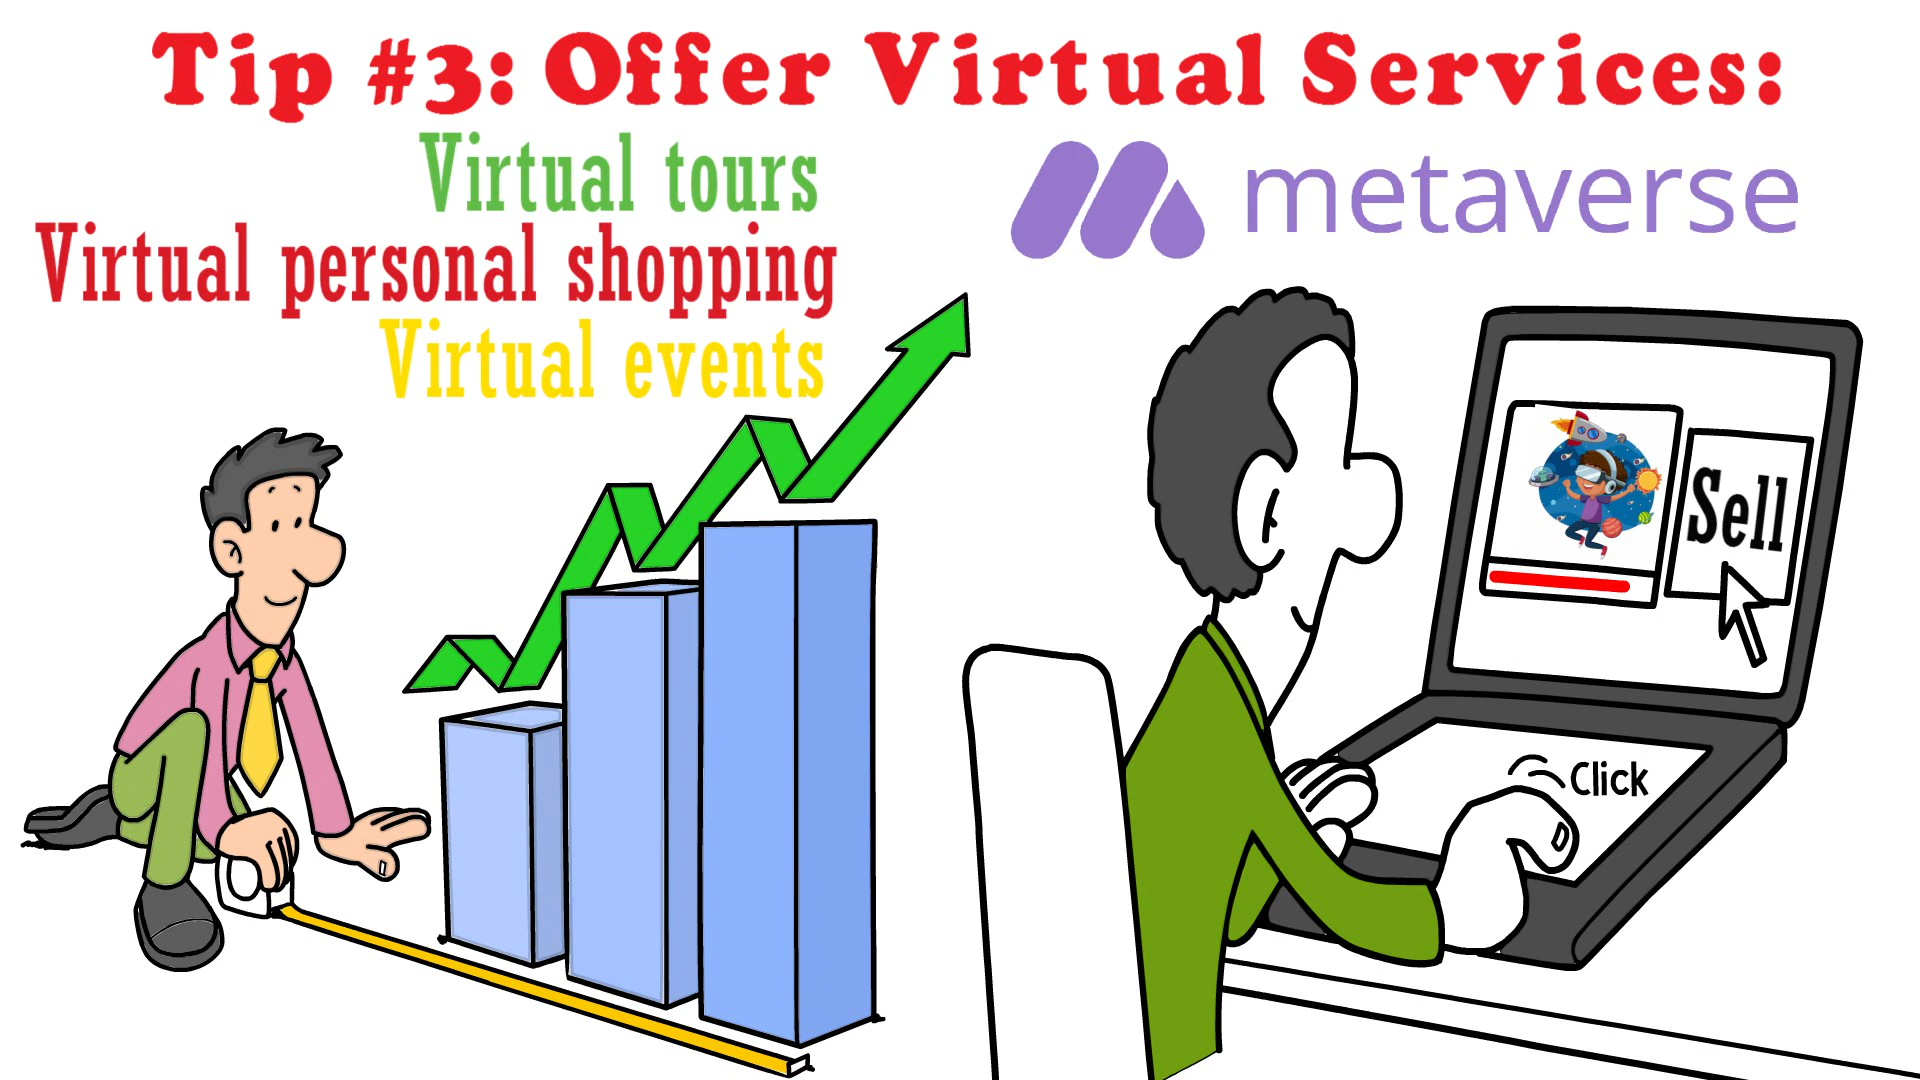 Tip #3: Offer Virtual Services:
Virtual tours
Virtual personal shopping
Virtual events
metaverse
Sell
Click